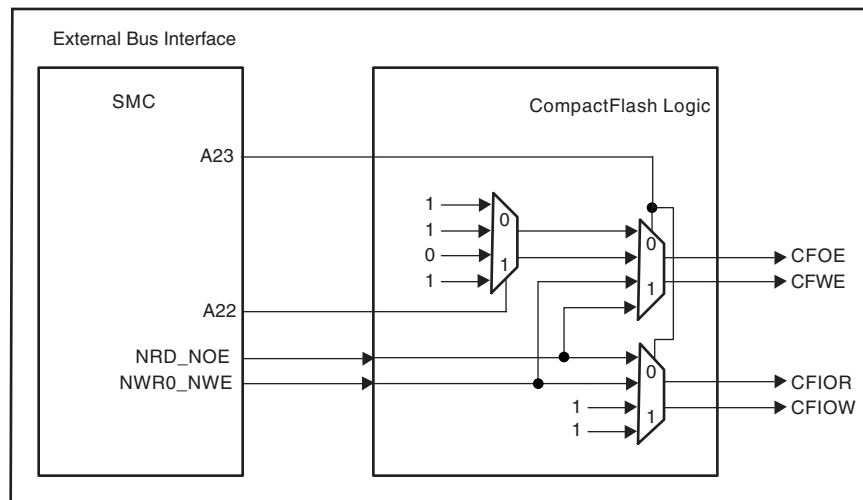 External Bus Interface
SMC
CompactFlash Logic
A23
1
1
0
1
0
1
0
1
CFOE
CFWE
A22
NRD_NOE
NWR0_NWE
1
1
0
1
CFIOR
CFIOW